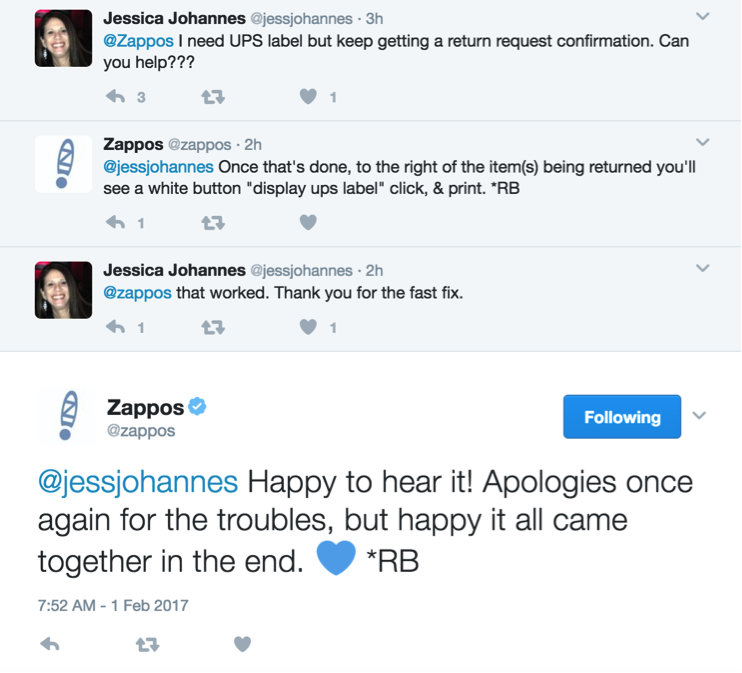 Jessica Johannes @jessjohannes · 3h
@Zappos I need UPS label but keep getting a return request confirmation. Can
you help???
3 1
Zappos @zappos · 2h
@jessjohannes Once that's done, to the right of the item(s) being returned you'll
see a white button "display ups label" click, & print. *RB
1
Jessica Johannes @jessjohannes · 2h
@zappos that worked. Thank you for the fast fix.
1 1
Zappos
Following
@zappos
@jessjohannes Happy to hear it! Apologies once
again for the troubles, but happy it all came
together in the end. 💙 *RB
7:52 AM - 1 Feb 2017